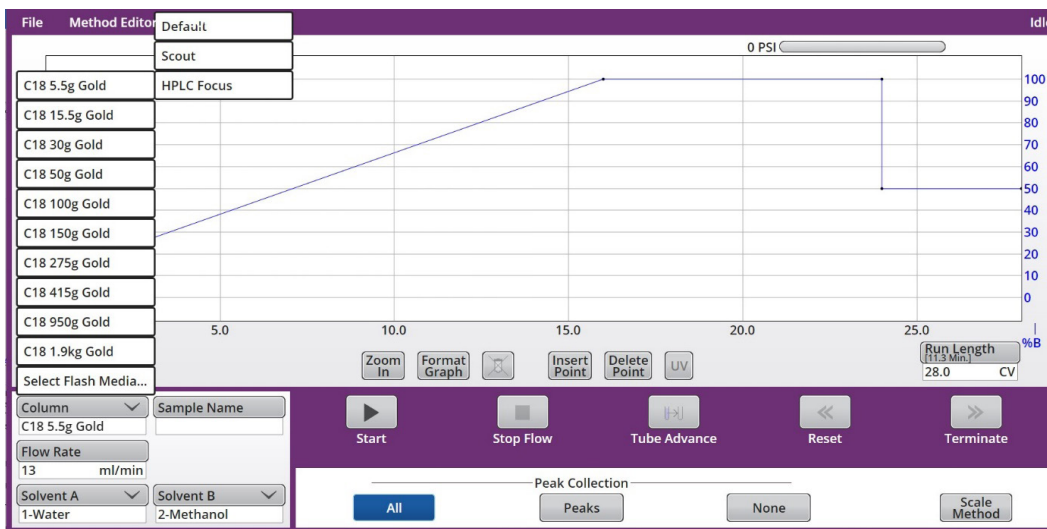 File Method Editor Default Idle
Scout
0 PSI
C18 5.5g Gold HPLC Focus
C18 15.5g Gold
C18 30g Gold
C18 50g Gold
C18 100g Gold
C18 150g Gold
C18 275g Gold
C18 415g Gold
C18 950g Gold
C18 1.9kg Gold
Select Flash Media...
100
90
80
70
60
50
40
30
20
10
0
%B
5.0 10.0 15.0 20.0 25.0
Zoom In
Format Graph
Insert Point
Delete Point
UV
Run Length
[11.3 Min.]
28.0 CV
Column
C18 5.5g Gold
Sample Name
Flow Rate
13 ml/min
Solvent A
1-Water
Solvent B
2-Methanol
Start Stop Flow Tube Advance Reset Terminate
Peak Collection
All Peaks None
Scale Method